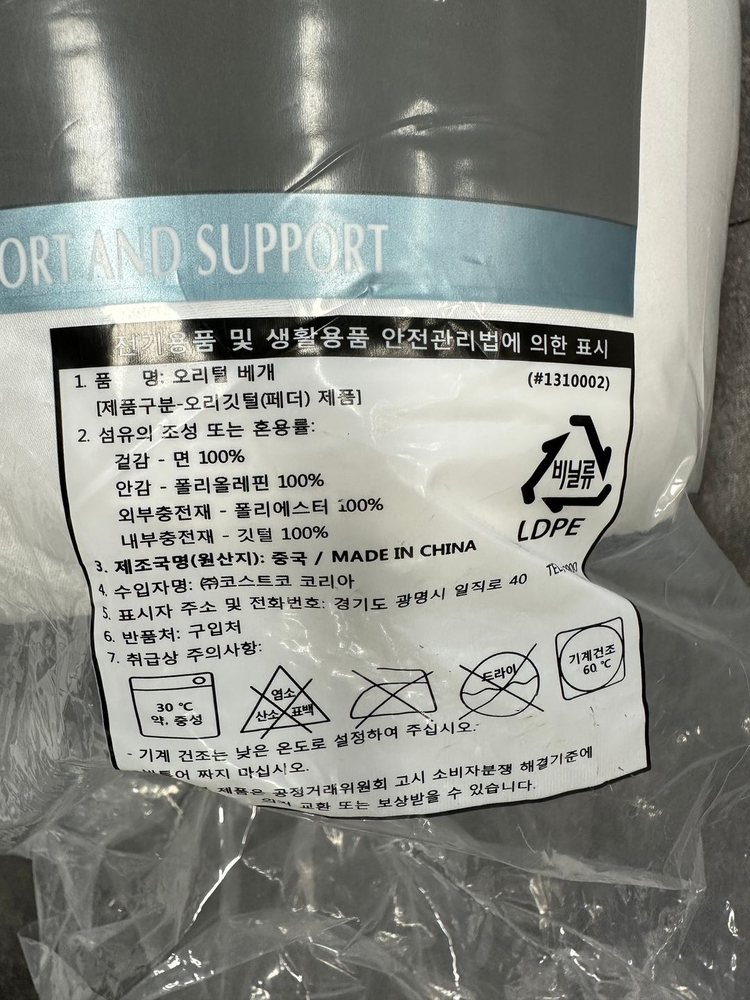 ORT AND SUPPORT
전기용품 및 생활용품 안전관리법에 의한 표시
1. 품 명: 오리털 베개
(#1310002)
[제품구분-오리깃털(페더) 제품]
2. 섬유의 조성 또는 혼용률:
겉감 - 면 100%
안감 - 폴리올레핀 100%
외부충전재 - 폴리에스터 100%
내부충전재 - 깃털 100%
비닐류
LDPE
3. 제조국명(원산지): 중국 / MADE IN CHINA
4. 수입자명: ㈜코스트코 코리아
5. 표시자 주소 및 전화번호: 경기도 광명시 일직로 40
6. 반품처: 구입처
7. 취급상 주의사항:
30 ℃
약, 중성
염소
산소 표백
드라이
기계건조
60 ℃
- 기계 건조는 낮은 온도로 설정하여 주십시오.
짜지 마십시오.
제품은 공정거래위원회 고시 소비자분쟁 해결기준에
교환 또는 보상받을 수 있습니다.